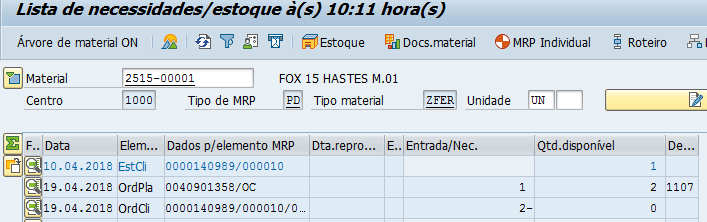 Lista de necessidades/estoque à(s) 10:11 hora(s)
Árvore de material ON Estoque Docs.material MRP Individual Roteiro
Material 2515-00001 FOX 15 HASTES M.01
Centro 1000 Tipo de MRP PD Tipo material ZFER Unidade UN
F.. Data Elem... Dados p/elemento MRP Dta.repro... E.. Entrada/Nec. Qtd.disponível De...
10.04.2018 EstCli 0000140989/000010 1
19.04.2018 OrdPla 0040901358/OC 1 2 1107
19.04.2018 OrdCli 0000140989/000010/0... 2- 0